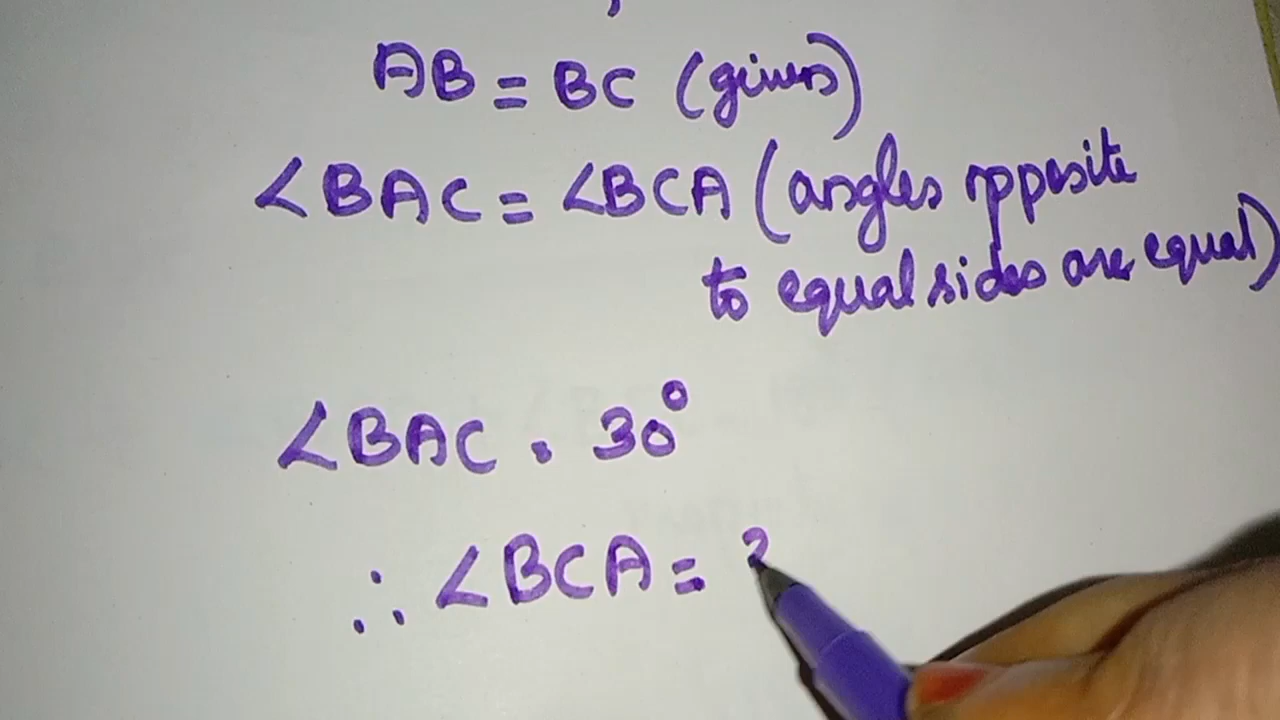 AB = BC (given)
∠BAC = ∠BCA (angles opposite
to equal sides are equal)
∠BAC = 30°
∴ ∠BCA =